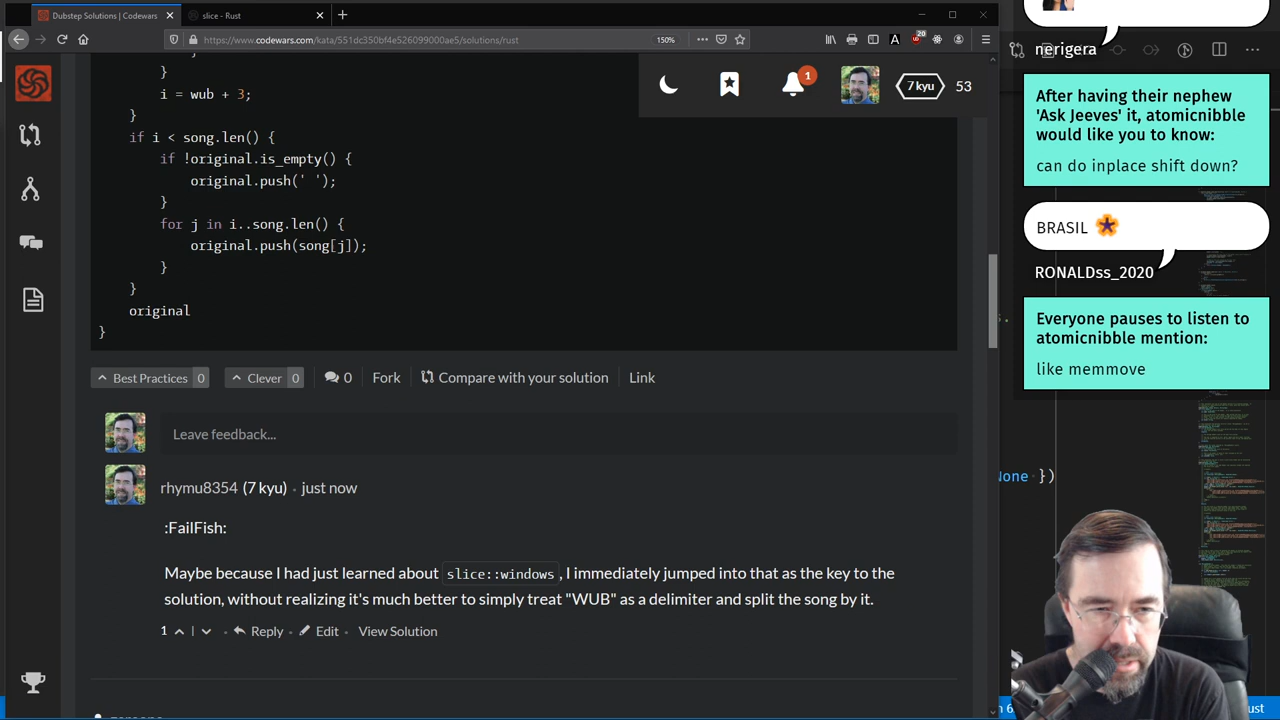 Dubstep Solutions | Codewars
slice - Rust
https://www.codewars.com/kata/551dc350bf4e526099000ae5/solutions/rust
150%
20
}
i = wub + 3;
}
if i < song.len() {
if !original.is_empty() {
original.push(' ');
}
for j in i..song.len() {
original.push(song[j]);
}
}
original
}
1
7 kyu
53
Best Practices 0
Clever 0
0
Fork
Compare with your solution
Link
Leave feedback...
rhymu8354 (7 kyu) · just now
:FailFish:
Maybe because I had just learned about slice::windows, I immediately jumped into thatas the key to the
solution, without realizing it's much better to simply treat "WUB" as a delimiter and split the song by it.
1
Reply
Edit
View Solution
nerigera
After having their nephew
'Ask Jeeves' it, atomicnibble
would like you to know:
can do inplace shift down?
BRASIL
RONALDss_2020
Everyone pauses to listen to
atomicnibble mention:
like memmove
None })